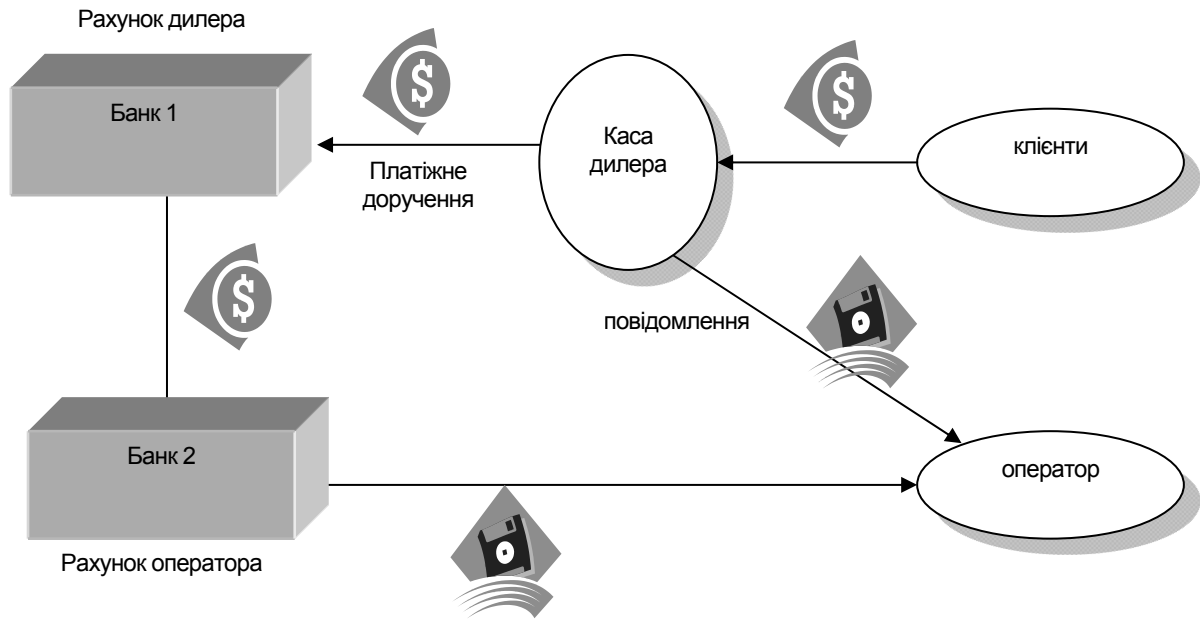 Рахунок дилера
Банк 1
Каса
дилера
клієнти
Платіжне
доручення
повідомлення
Банк 2
оператор
Рахунок оператора